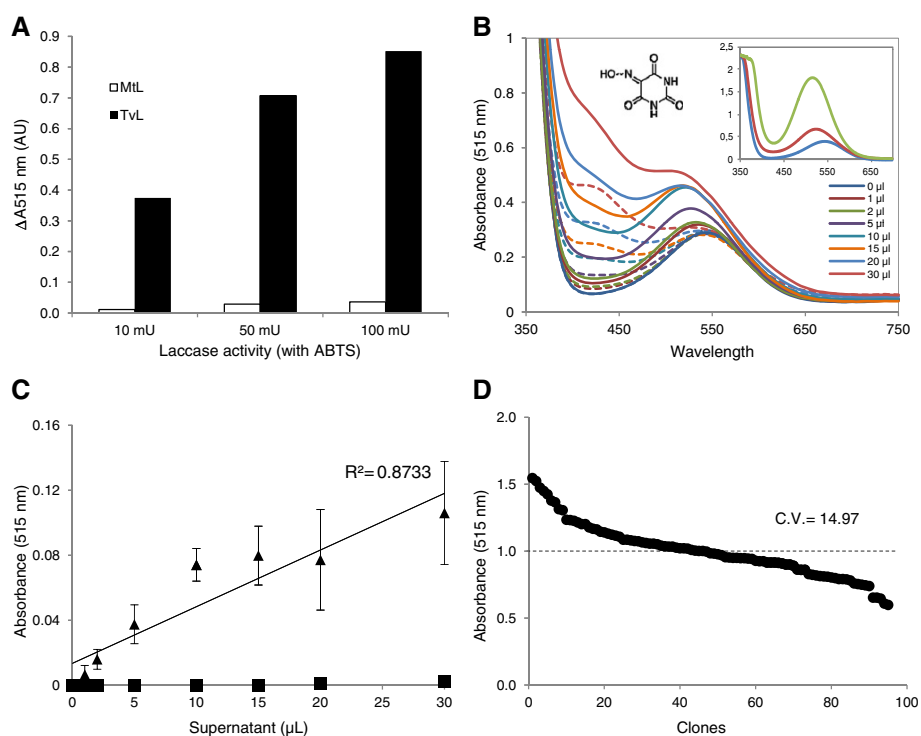 A
ΔΔA515 nm (AU)
1.0
0.9
0.8
0.7
0.6
0.5
0.4
0.3
0.2
0.1
0.0
MtL
TvL
10 mU
50 mU
100 mU
Laccase activity (with ABTS)
B
Absorbance (515 nm)
1
0.8
0.6
0.4
0.2
0
350
450
550
650
750
Wavelength
HO
N
O
O
NH
N
H
O
2,5
2
1,5
1
0,5
0
350
500
650
0 µl
1 µl
2 µl
5 µl
10 µl
15 µl
20 µl
30 µl
C
Absorbance (515 nm)
0.16
0.12
0.08
0.04
0
R²= 0.8733
0
5
10
15
20
25
30
Supernatant (µL)
D
Absorbance (515 nm)
2.0
1.5
1.0
0.5
0.0
C.V.= 14.97
0
20
40
60
80
100
Clones